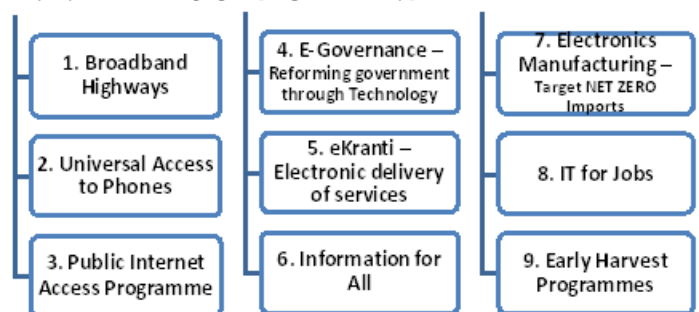 1. Broadband
Highways
2. Universal Access
to Phones
3. Public Internet
Access Programme
4. E-Governance –
Reforming government
through Technology
5. eKranti –
Electronic delivery
of services
6. Information for
All
7. Electronics
Manufacturing –
Target NET ZERO
Imports
8. IT for Jobs
9. Early Harvest
Programmes